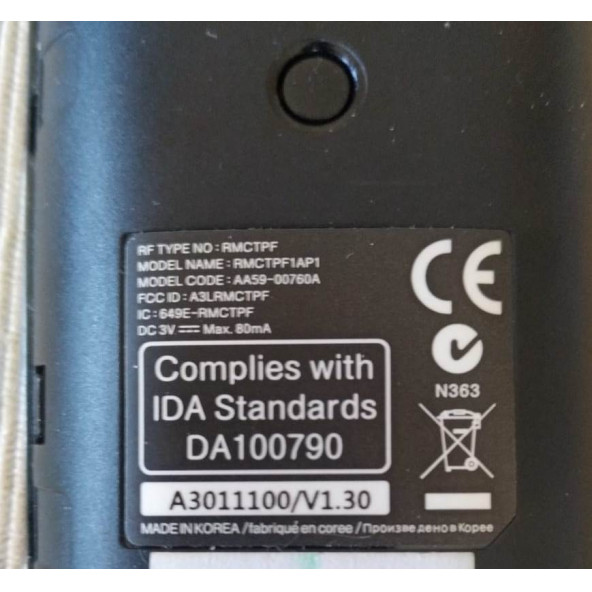 RF TYPE NO : RMCTPF
MODEL NAME : RMCTPF1AP1
MODEL CODE : AA59-00760A
FCC ID : A3LRMCTPF
IC : 649E-RMCTPF
DC 3V Max. 80mA
Complies with
IDA Standards
DA100790
A3011100/V1.30
MADE IN KOREA / fabriqué en coree / Произведено в Корее
CE
N363